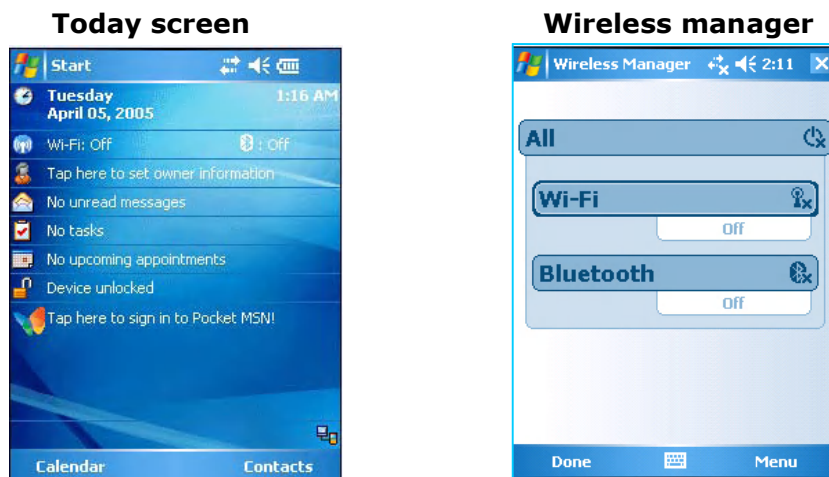 Today screen
Start
Tuesday 1:16 AM
April 05, 2005
Wi-Fi: Off : Off
Tap here to set owner information
No unread messages
No tasks
No upcoming appointments
Device unlocked
Tap here to sign in to Pocket MSN!
Calendar Contacts
Wireless manager
Wireless Manager 2:11
All
Wi-Fi
Off
Bluetooth
Off
Done Menu